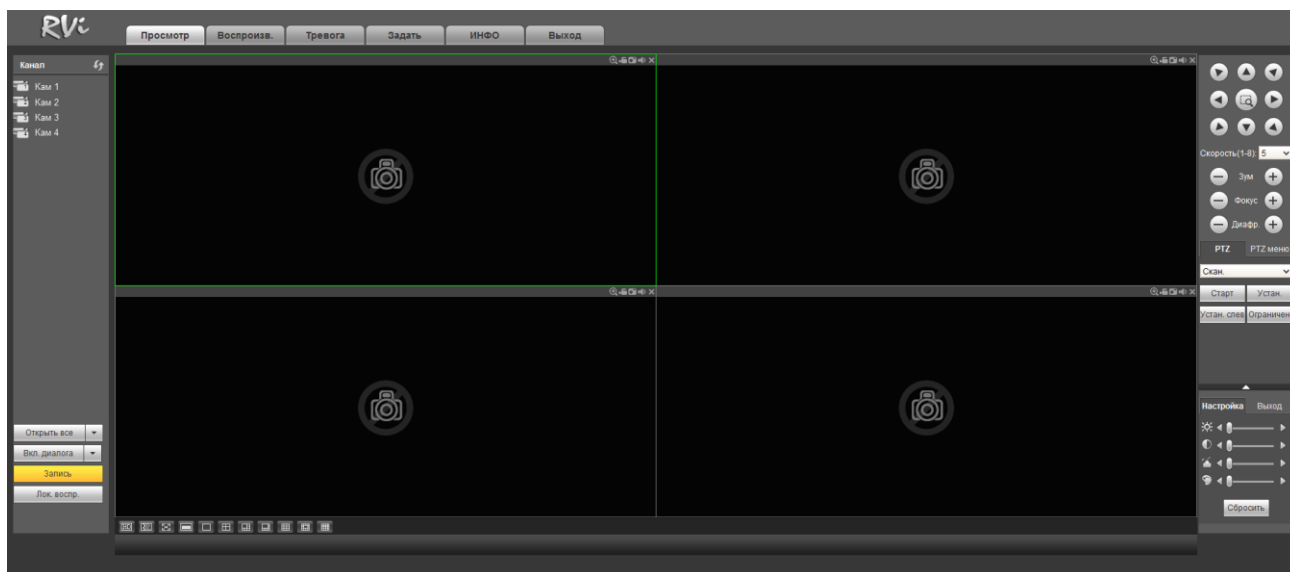 RVi
Просмотр
Воспроизв.
Тревога
Задать
ИНФО
Выход
Канал
Кам 1
Кам 2
Кам 3
Кам 4
Открыть все
Вкл. диалога
Запись
Лок. воспр.
Скорость(1-8): 5
Зум
Фокус
Диафр.
PTZ
PTZ меню
Скан.
Старт
Устан.
Устан. слев
Ограничен
Настройка
Выход
Сбросить